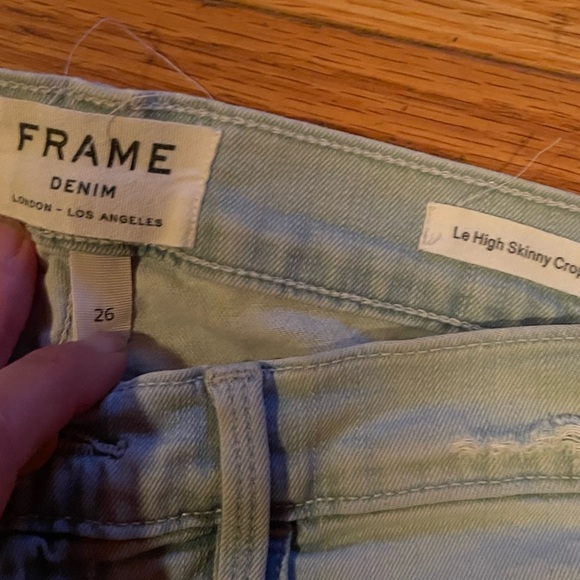 FRAME
DENIM
LONDON - LOS ANGELES
Le High Skinny Crop
26